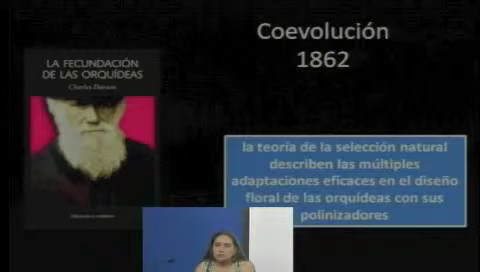 Coevolución
1862
LA FECUNDACIÓN
DE LAS ORQUÍDEAS
Charles Darwin
la teoría de la selección natural
describen las múltiples
adaptaciones eficaces en el diseño
floral de las orquídeas con sus
polinizadores